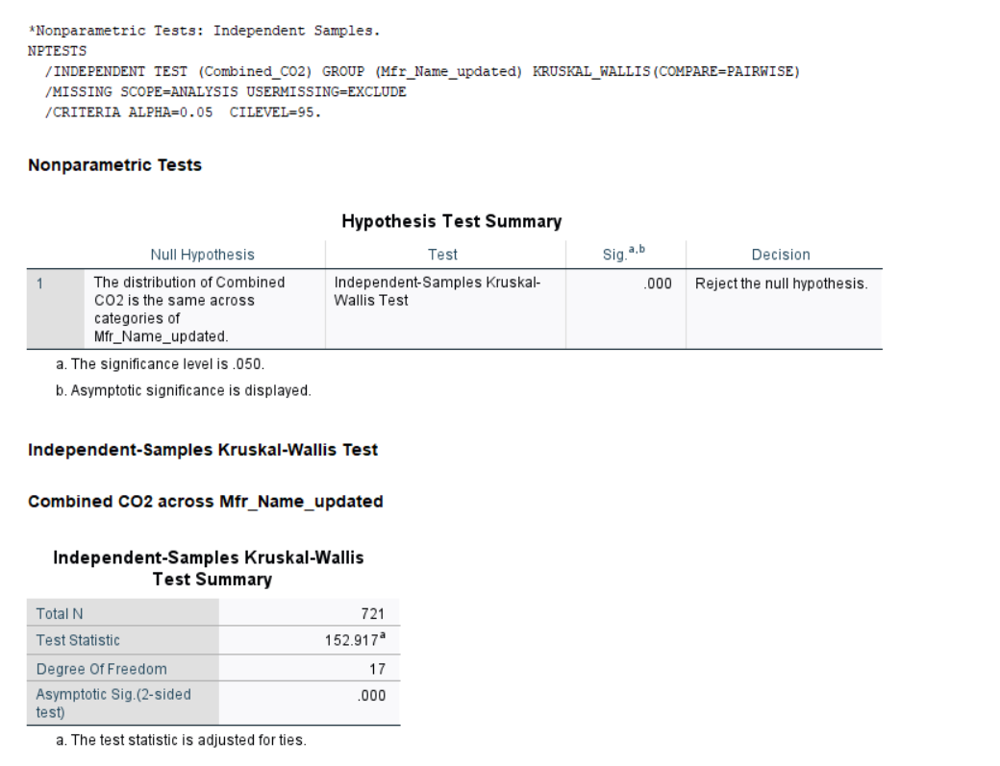 *Nonparametric Tests: Independent Samples.
NPTESTS
/INDEPENDENT TEST (Combined_CO2) GROUP (Mfr_Name_updated) KRUSKAL_WALLIS(COMPARE=PAIRWISE)
/MISSING SCOPE=ANALYSIS USERMISSING=EXCLUDE
/CRITERIA ALPHA=0.05 CILEVEL=95.
Nonparametric Tests
Hypothesis Test Summary
Null Hypothesis Test Sig.a,b Decision
1 The distribution of Combined Independent-Samples Kruskal- .000 Reject the null hypothesis.
CO2 is the same across Wallis Test
categories of
Mfr_Name_updated.
a. The significance level is .050.
b. Asymptotic significance is displayed.
Independent-Samples Kruskal-Wallis Test
Combined CO2 across Mfr_Name_updated
Independent-Samples Kruskal-Wallis
Test Summary
Total N 721
Test Statistic 152.917a
Degree Of Freedom 17
Asymptotic Sig.(2-sided .000
test)
a. The test statistic is adjusted for ties.